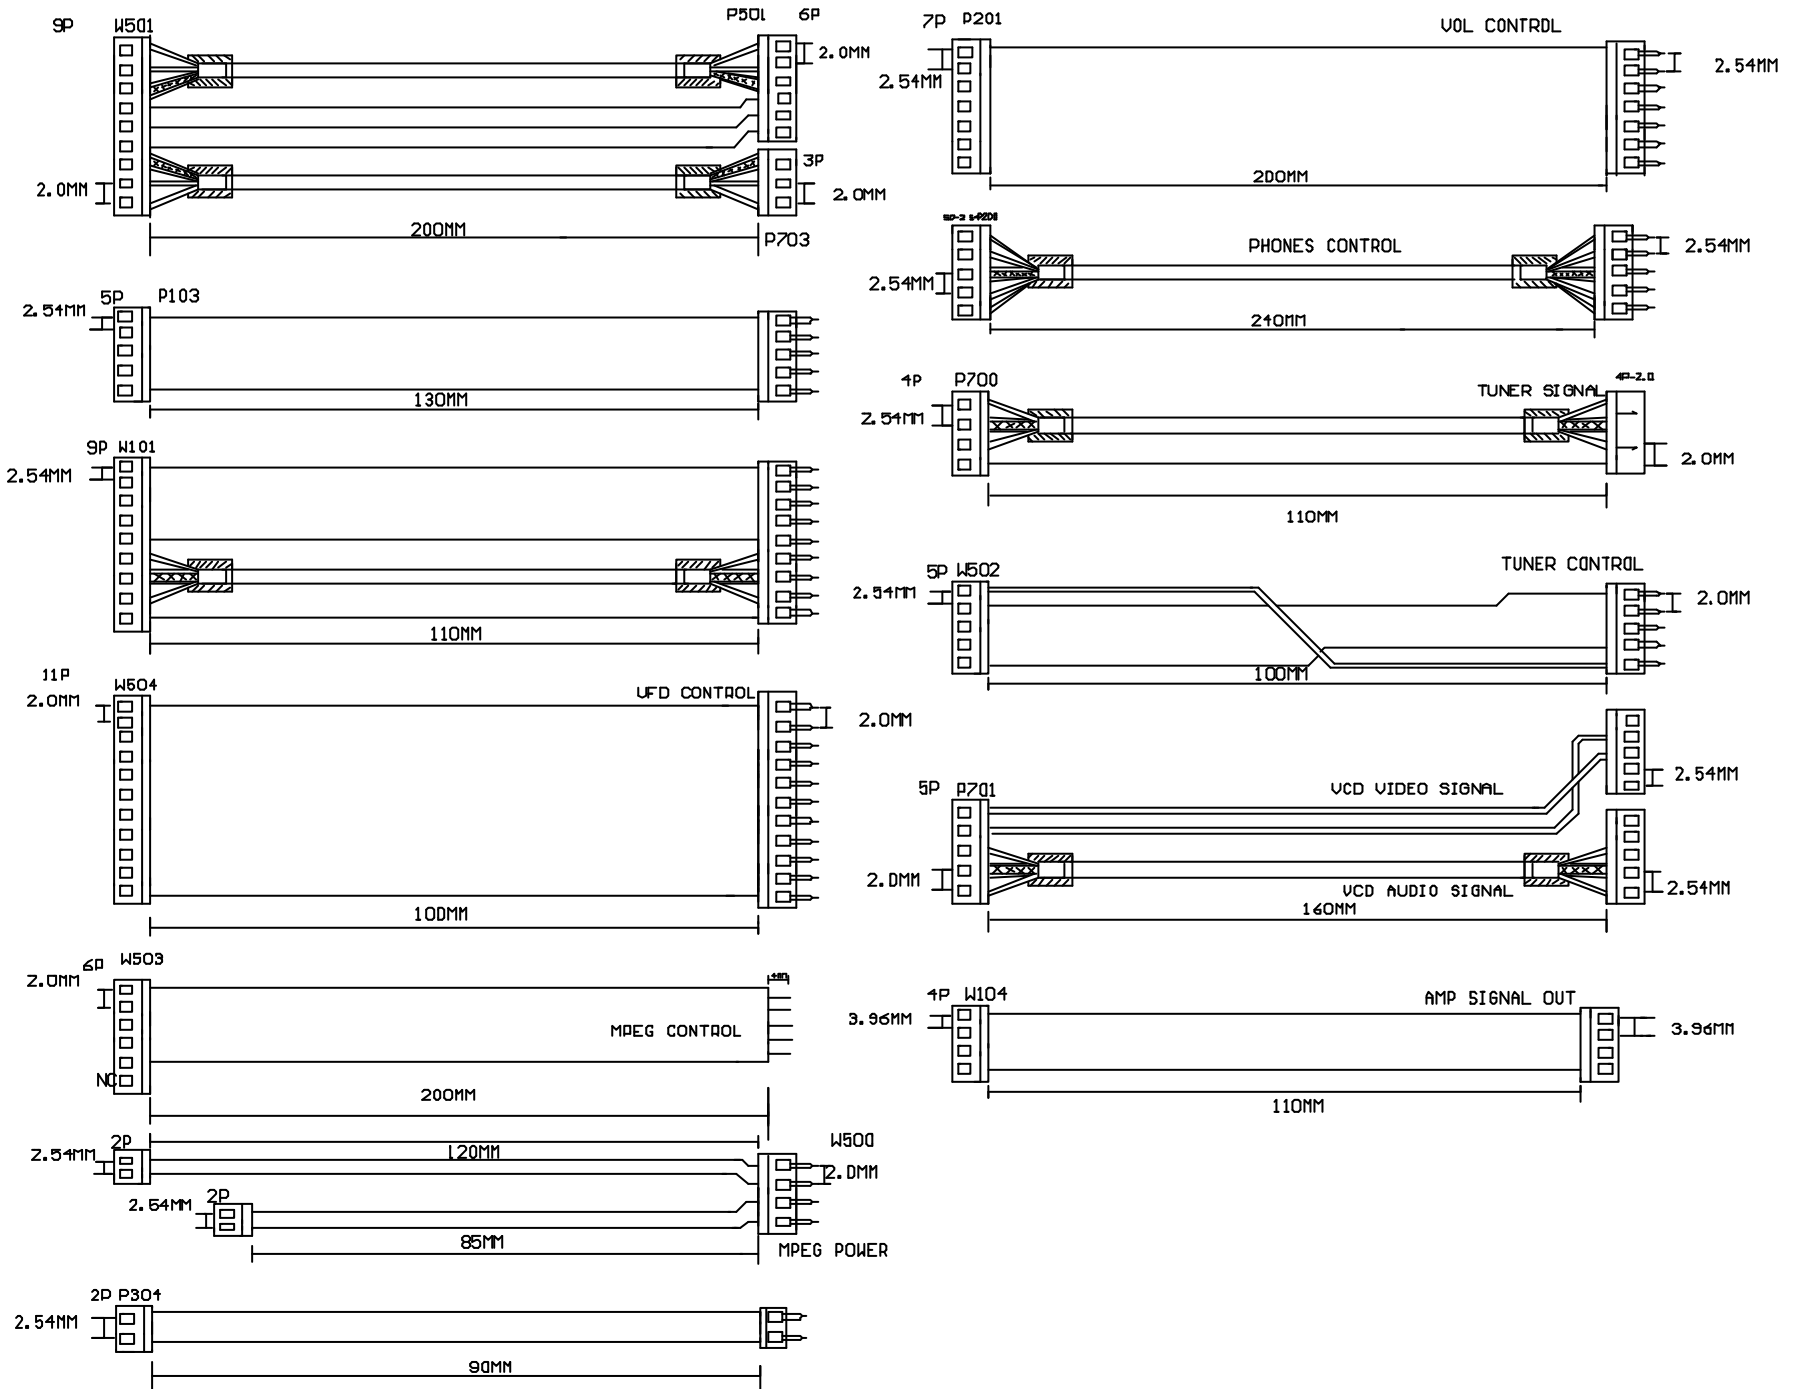 9P W501
P501 6P
2.0MM
3P
2.0MM
2.0MM
200MM
P703
5P P103
2.54MM
130MM
9P W101
2.54MM
110MM
11P
W504
2.0MM
VFD CONTROL
2.0MM
100MM
6P W503
2.0MM
MPEG CONTROL
NC
200MM
2P
2.54MM
120MM
W500
2.0MM
2P
2.54MM
85MM
MPEG POWER
2P P304
2.54MM
90MM
7P P201
VOL CONTROL
2.54MM
2.54MM
200MM
PHONES CONTROL
2.54MM
2.54MM
240MM
4P P700
TUNER SIGNAL
4P-2.0
2.54MM
2.0MM
110MM
5P W502
TUNER CONTROL
2.54MM
2.0MM
100MM
2.54MM
VCD VIDEO SIGNAL
5P P701
2.0MM
VCD AUDIO SIGNAL
2.54MM
160MM
4P W104
AMP SIGNAL OUT
3.96MM
3.96MM
110MM